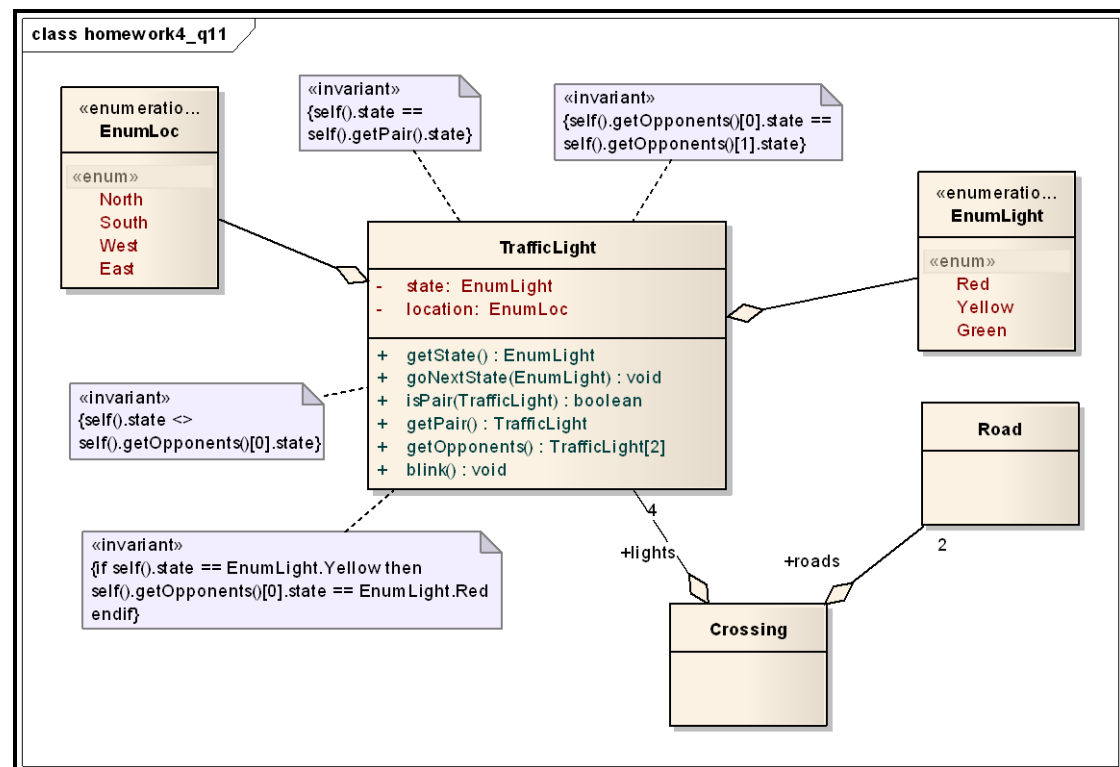 class homework4_q11
«enumeratio...
EnumLoc
«enum»
North
South
West
East
«invariant»
{self().state ==
self().getPair().state}
«invariant»
{self().getOpponents()[0].state ==
self().getOpponents()[1].state}
«enumeratio...
EnumLight
«enum»
Red
Yellow
Green
TrafficLight
- state: EnumLight
- location: EnumLoc
+ getState() : EnumLight
+ goNextState(EnumLight) : void
+ isPair(TrafficLight) : boolean
+ getPair() : TrafficLight
+ getOpponents() : TrafficLight[2]
+ blink() : void
«invariant»
{self().state <>
self().getOpponents()[0].state}
«invariant»
{if self().state == EnumLight.Yellow then
self().getOpponents()[0].state == EnumLight.Red
endif}
Road
4
+lights
2
+roads
Crossing